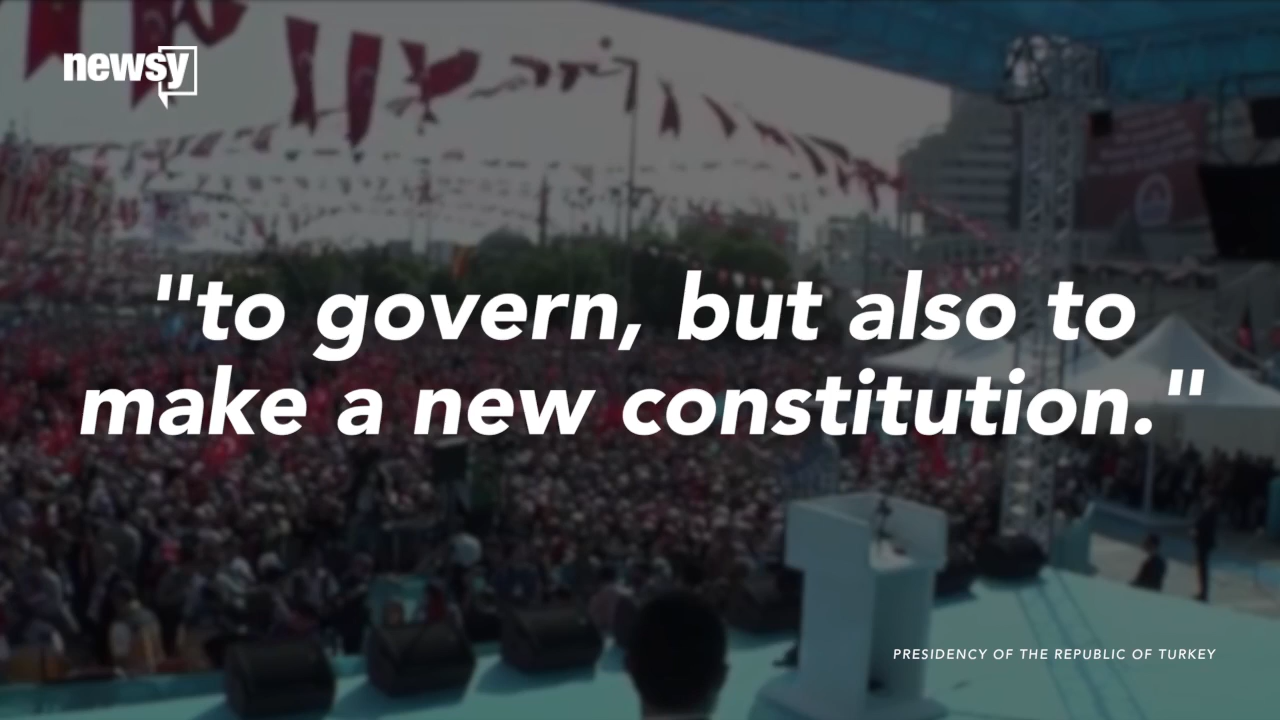 newsy
"to govern, but also to
make a new constitution."
PRESIDENCY OF THE REPUBLIC OF TURKEY